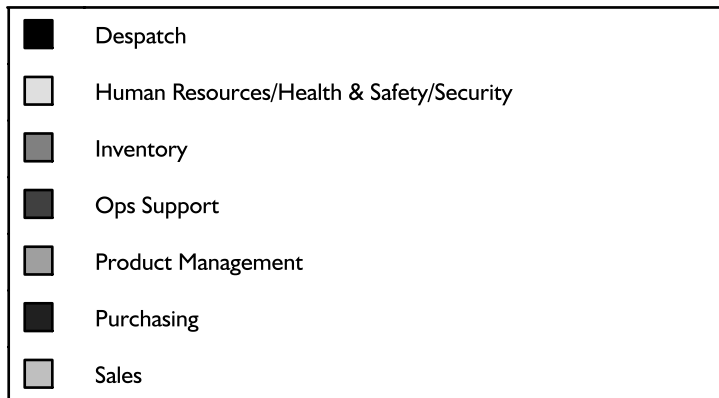 Despatch
Human Resources/Health & Safety/Security
Inventory
Ops Support
Product Management
Purchasing
Sales